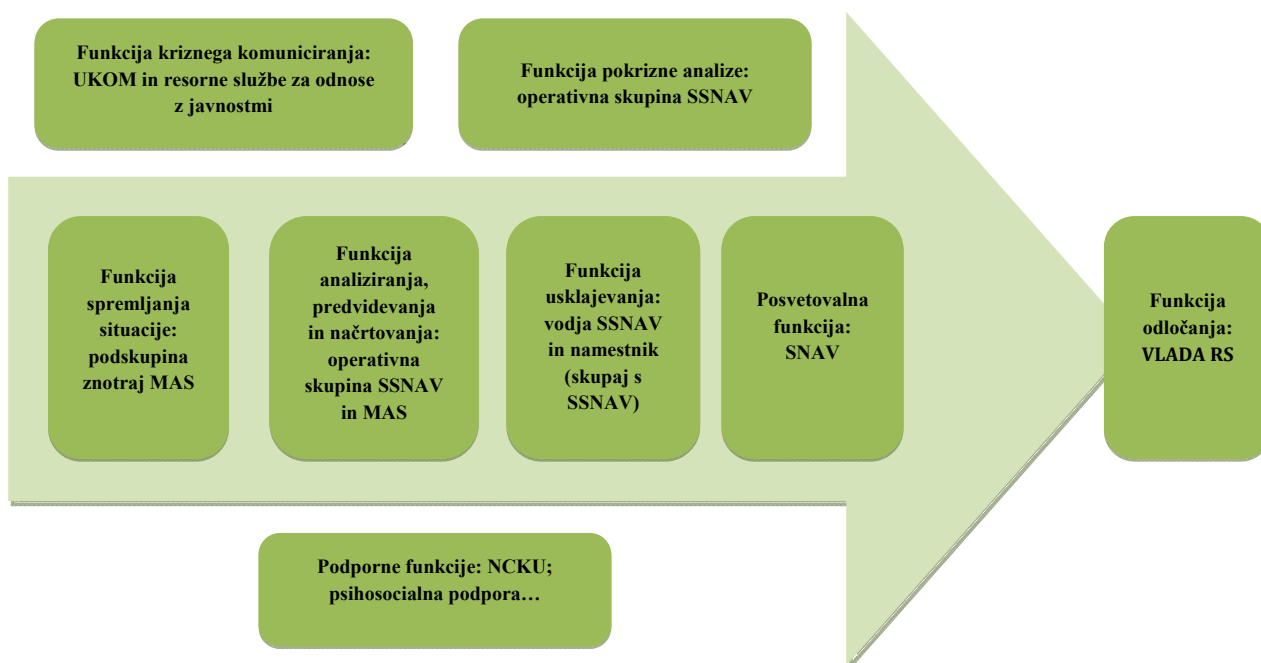 Funkcija kriznega komuniciranja:
UKOM in resorne službe za odnose
z javnostmi
Funkcija pokrizne analize:
operativna skupina SSNAV
Funkcija
spremljanja
situacije:
podskupina
znotraj MAS
Funkcija
analiziranja,
predvidevanja
in načrtovanja:
operativna
skupina SSNAV
in MAS
Funkcija
usklajevanja:
vodja SSNAV
in namestnik
(skupaj s
SSNAV)
Posvetovalna
funkcija:
SNAV
Funkcija
odločanja:
VLADA RS
Podporne funkcije: NCKU;
psihosocialna podpora…